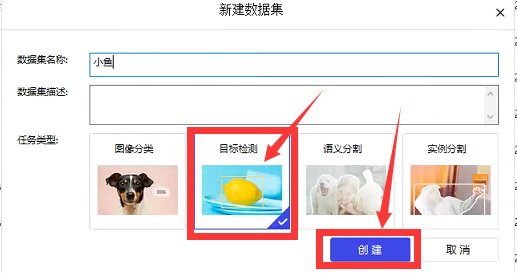 新建数据集
数据集名称:
小鱼
数据集描述:
任务类型:
图像分类
目标检测
语义分割
实例分割
创建
取消